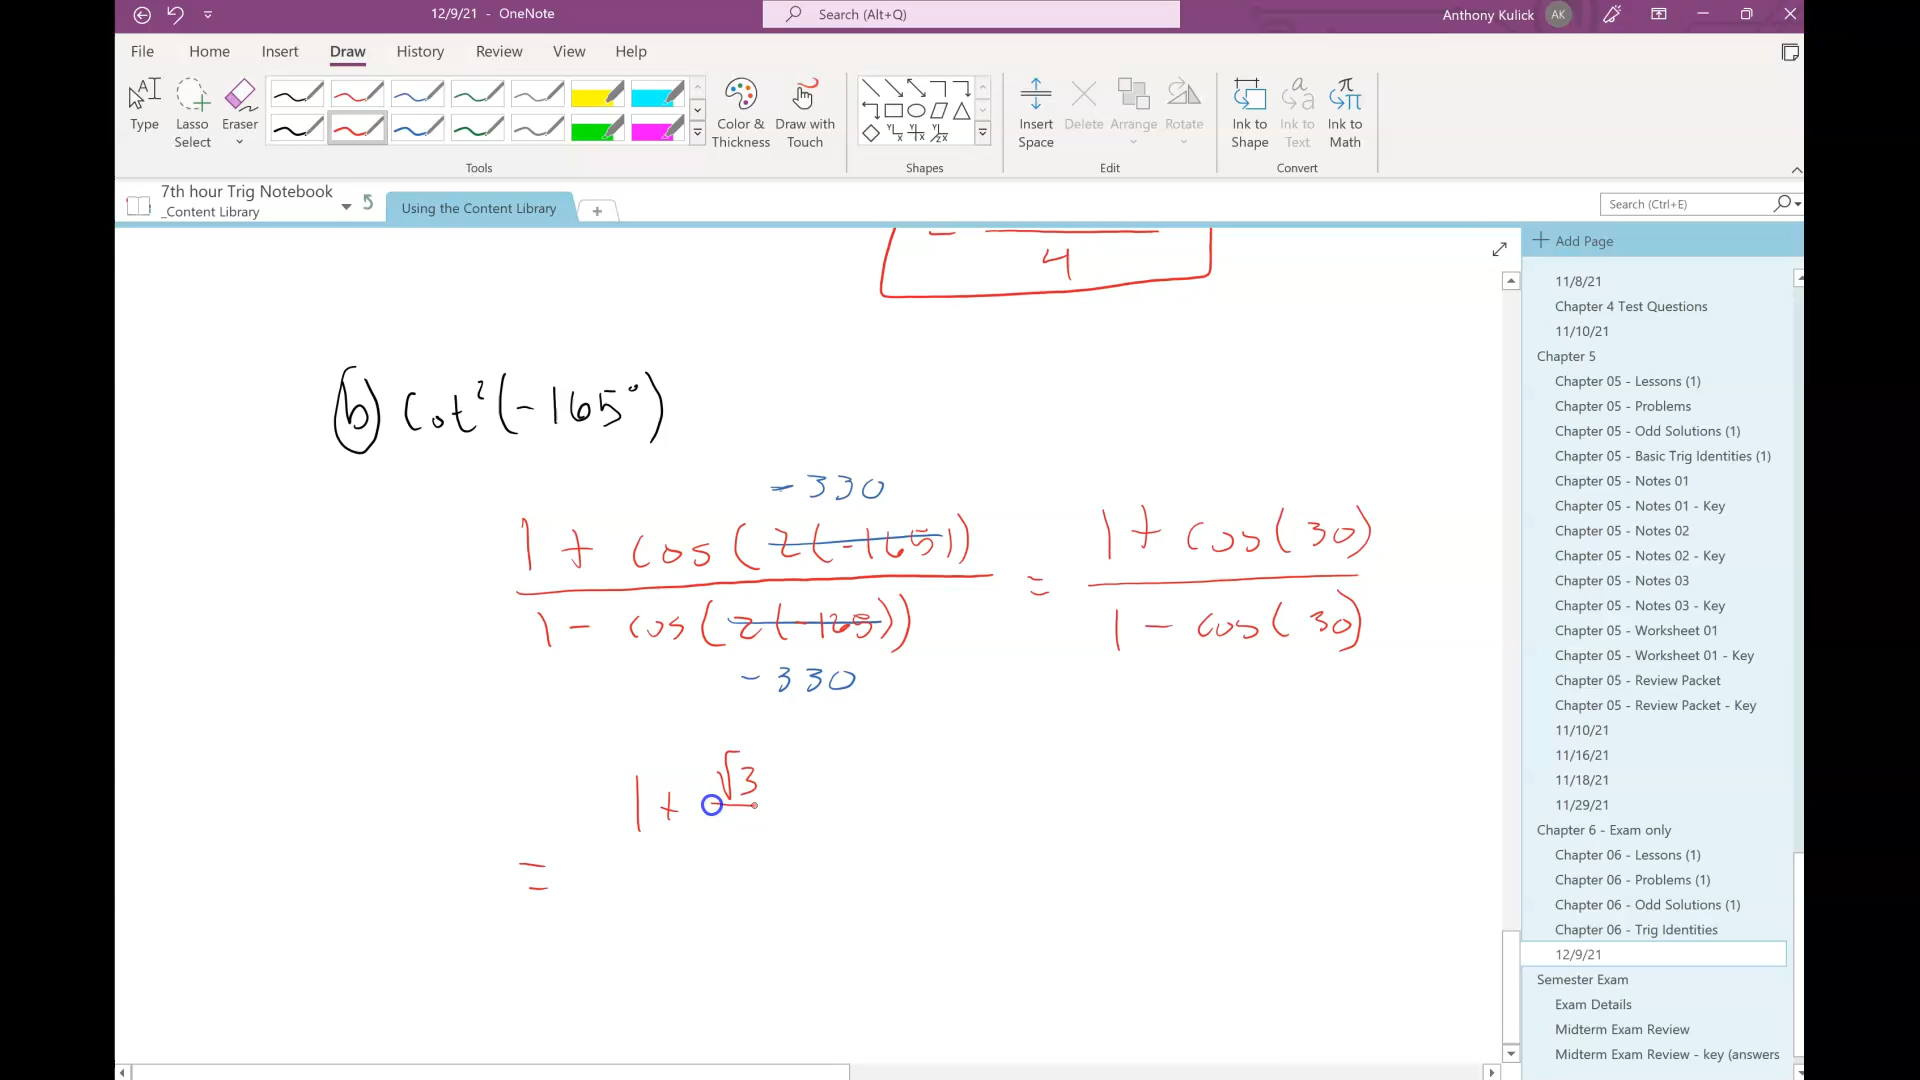 12/9/21 - OneNote
Search (Alt+Q)
Anthony Kulick
AK
File Home Insert Draw History Review View Help
Type
Lasso Select
Eraser
Color & Thickness
Draw with Touch
Insert Space
Delete
Arrange
Rotate
Ink to Shape
Ink to Text
Ink to Math
Tools
Shapes
Edit
Convert
7th hour Trig Notebook
_Content Library
Using the Content Library
Search (Ctrl+E)
Add Page
= 
4
b) Cot²(-165°)
-330
1 + cos(2(-165))
1 - cos(2(-165))
-330
=
1 + cos(30)
1 - cos(30)
1 + √3
=
11/8/21
Chapter 4 Test Questions
11/10/21
Chapter 5
Chapter 05 - Lessons (1)
Chapter 05 - Problems
Chapter 05 - Odd Solutions (1)
Chapter 05 - Basic Trig Identities (1)
Chapter 05 - Notes 01
Chapter 05 - Notes 01 - Key
Chapter 05 - Notes 02
Chapter 05 - Notes 02 - Key
Chapter 05 - Notes 03
Chapter 05 - Notes 03 - Key
Chapter 05 - Worksheet 01
Chapter 05 - Worksheet 01 - Key
Chapter 05 - Review Packet
Chapter 05 - Review Packet - Key
11/10/21
11/16/21
11/18/21
11/29/21
Chapter 6 - Exam only
Chapter 06 - Lessons (1)
Chapter 06 - Problems (1)
Chapter 06 - Odd Solutions (1)
Chapter 06 - Trig Identities
12/9/21
Semester Exam
Exam Details
Midterm Exam Review
Midterm Exam Review - key (answers